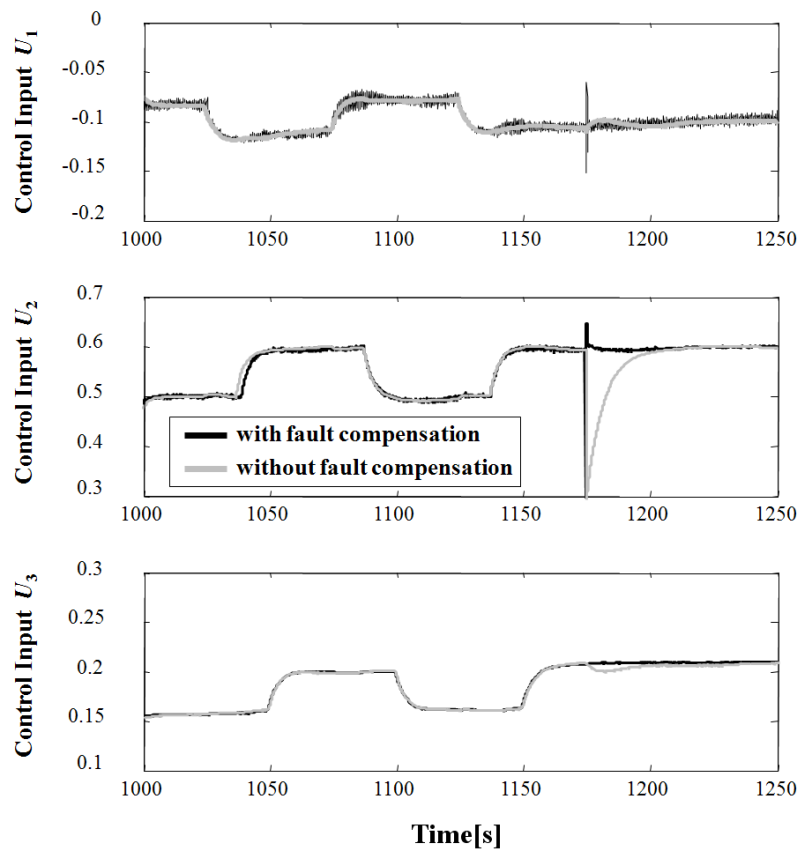 Control Input U1
0
-0.05
-0.1
-0.15
-0.2
1000 1050 1100 1150 1200 1250
Control Input U2
0.7
0.6
0.5
0.4
0.3
with fault compensation
without fault compensation
1000 1050 1100 1150 1200 1250
Control Input U3
0.3
0.2
0.15
0.1
1000 1050 1100 1150 1200 1250
Time[s]